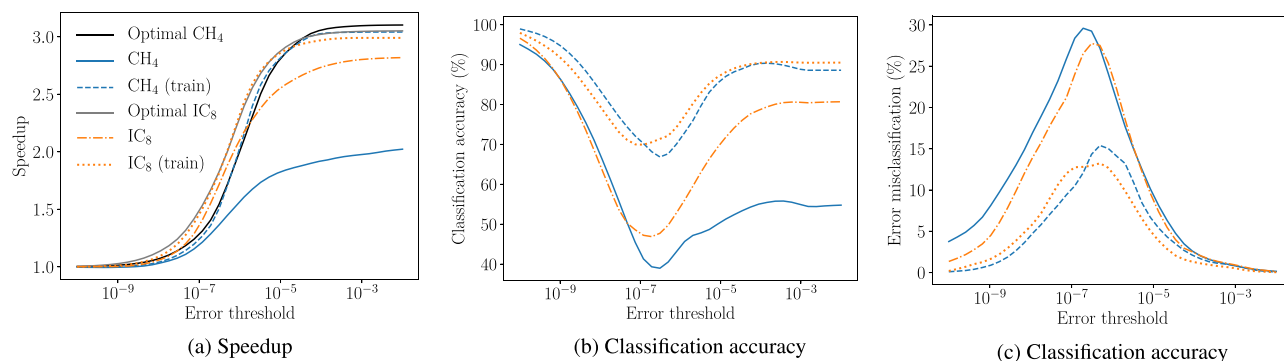 Speedup
3.0
2.5
2.0
1.5
1.0
Optimal CH₄
CH₄
CH₄ (train)
Optimal IC₈
IC₈
IC₈ (train)
10⁻⁹ 10⁻⁷ 10⁻⁵ 10⁻³
Error threshold
(a) Speedup
Classification accuracy (%)
100
90
80
70
60
50
40
10⁻⁹ 10⁻⁷ 10⁻⁵ 10⁻³
Error threshold
(b) Classification accuracy
Error misclassification (%)
30
25
20
15
10
5
0
10⁻⁹ 10⁻⁷ 10⁻⁵ 10⁻³
Error threshold
(c) Classification accuracy